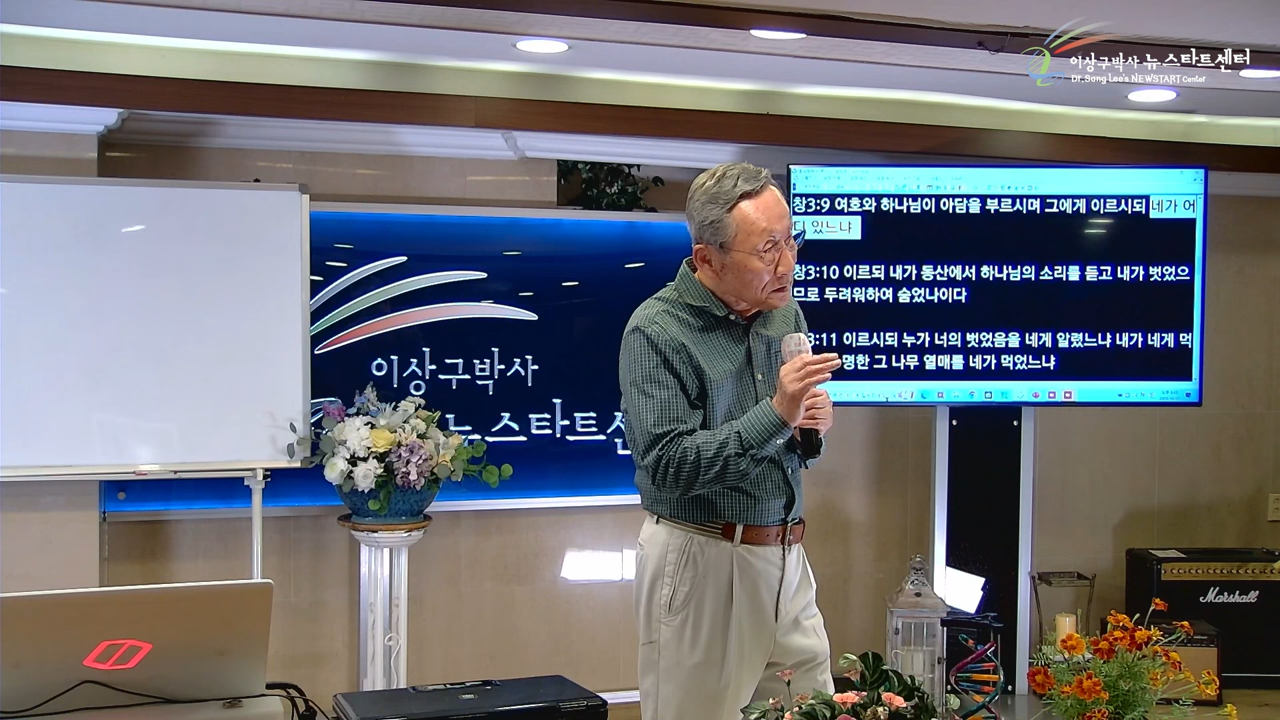 이상구박사 뉴스타트센터
Dr. Sang Lee's NEWSTART Center
창3:9 여호와 하나님이 아담을 부르시며 그에게 이르시되 네가 어
디 있느냐
창3:10 이르되 내가 동산에서 하나님의 소리를 듣고 내가 벗었으
므로 두려워하여 숨었나이다
3:11 이르시되 누가 너의 벗었음을 네게 알렸느냐 내가 네게 먹
명한 그 나무 열매를 네가 먹었느냐
이상구박사
뉴스타트센
Marshall